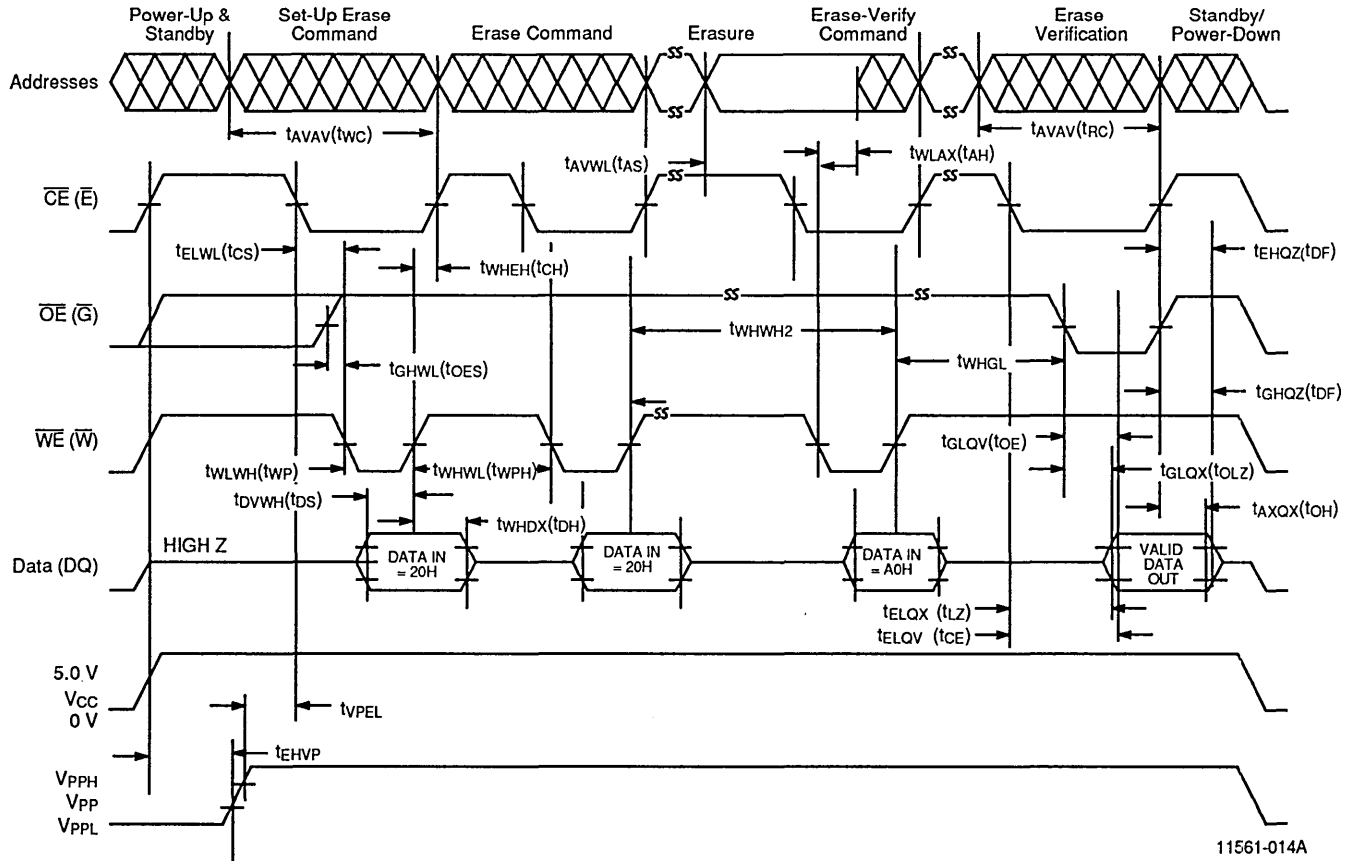 Power-Up & Standby
Set-Up Erase Command
Erase Command
Erasure
Erase-Verify Command
Erase Verification
Standby/ Power-Down
Addresses
tAVAV(tWC)
tAVAV(tRC)
tAVWL(tAS)
tWLAX(tAH)
CE (E)
tELWL(tCS)
tWHEH(tCH)
tEHQZ(tDF)
OE (G)
tWHWH2
tGHWL(tOES)
tWHGL
tGHQZ(tDF)
WE (W)
tGLQV(tOE)
tWLWH(tWP)
tWHWL(tWPH)
tGLQX(tOLZ)
tDVWH(tDS)
tWHDX(tDH)
tAXQX(tOH)
HIGH Z
Data (DQ)
DATA IN = 20H
DATA IN = 20H
DATA IN = A0H
VALID DATA OUT
tELQX (tLZ)
tELQV (tCE)
5.0 V
VCC
0 V
tVPEL
tEHVP
VPPH
VPP
VPPL
11561-014A